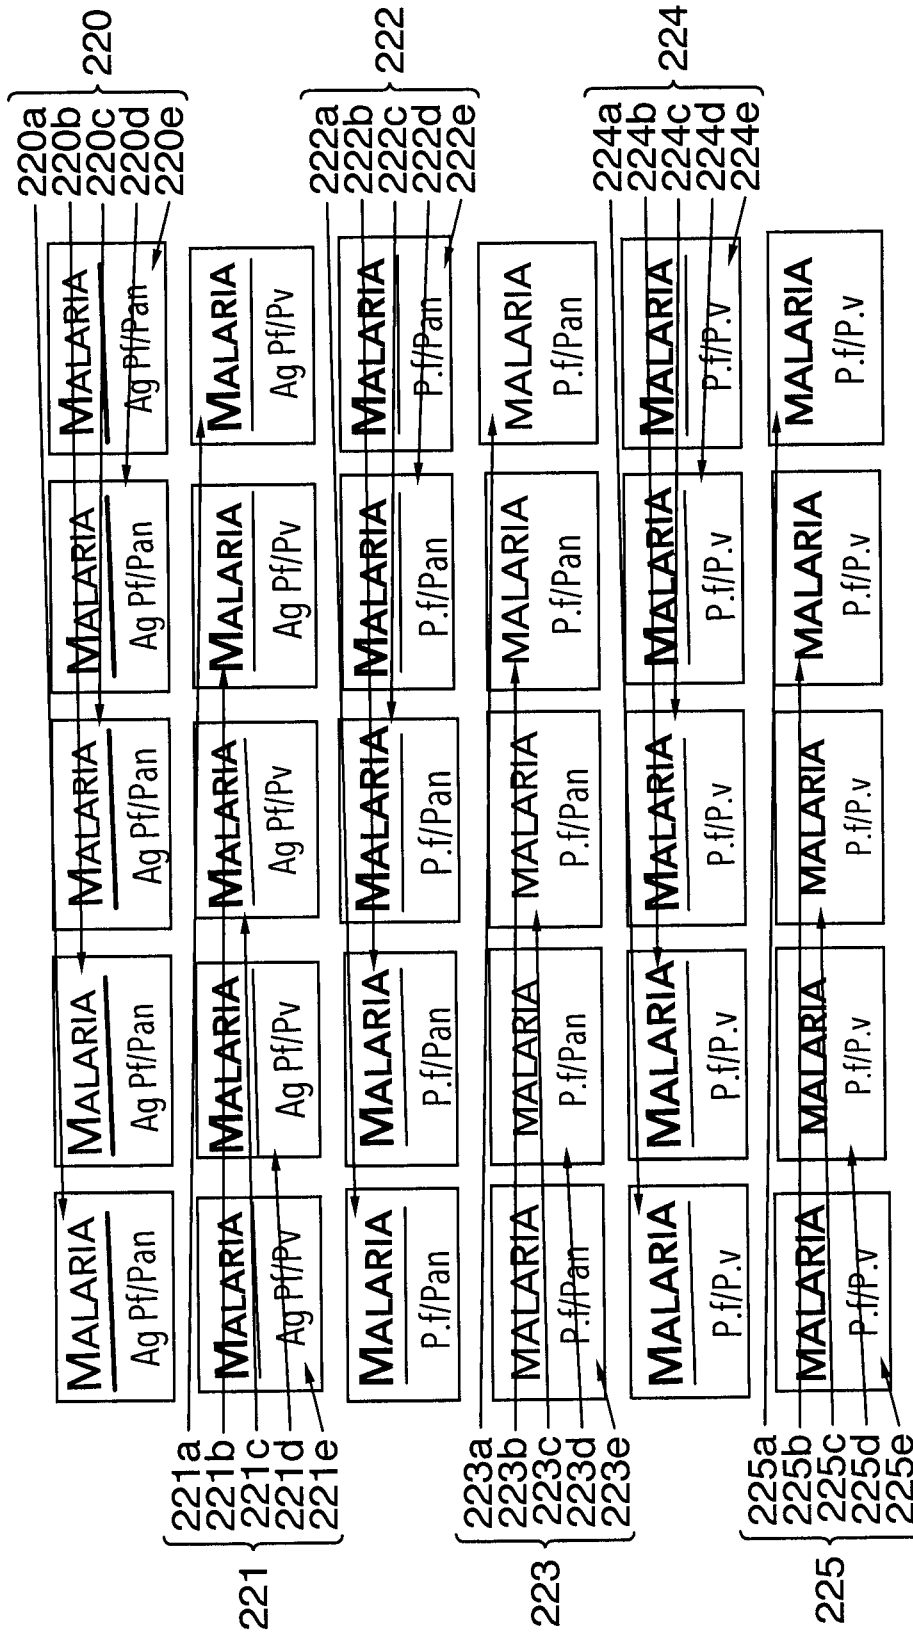 MALARIA MALARIA MALARIA MALARIA MALARIA
Ag Pf/Pan Ag Pf/Pan Ag Pf/Pan Ag Pf/Pan Ag Pf/Pan
220a
220b
220c
220d
220e
220
221
221a
221b
221c
221d
221e
MALARIA MALARIA MALARIA MALARIA MALARIA
Ag Pf/Pv Ag Pf/Pv Ag Pf/Pv Ag Pf/Pv Ag Pf/Pv
MALARIA MALARIA MALARIA MALARIA MALARIA
P.f/Pan P.f/Pan P.f/Pan P.f/Pan P.f/Pan
222a
222b
222c
222d
222e
222
223
223a
223b
223c
223d
223e
MALARIA MALARIA MALARIA MALARIA MALARIA
P.f/Pan P.f/Pan P.f/Pan P.f/Pan P.f/Pan
MALARIA MALARIA MALARIA MALARIA MALARIA
P.f/P.v P.f/P.v P.f/P.v P.f/P.v P.f/P.v
224a
224b
224c
224d
224e
224
225
225a
225b
225c
225d
225e
MALARIA MALARIA MALARIA MALARIA MALARIA
P.f/P.v P.f/P.v P.f/P.v P.f/P.v P.f/P.v